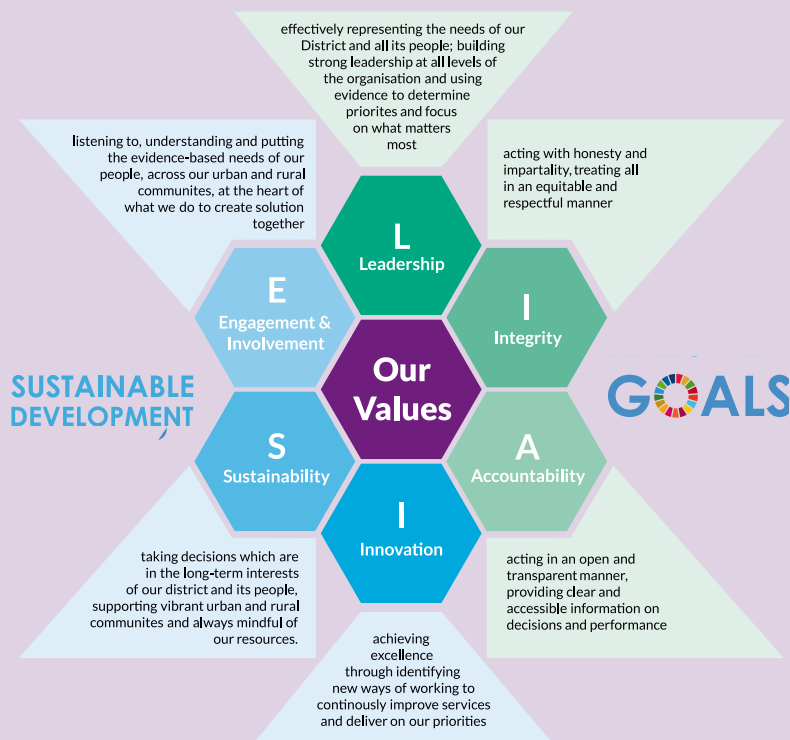 effectively representing the needs of our
District and all its people; building
strong leadership at all levels of
the organisation and using
evidence to determine
priorites and focus
on what matters
most
listening to, understanding and putting
the evidence-based needs of our
people, across our urban and rural
communites, at the heart of
what we do to create solution
together
acting with honesty and
impartality, treating all
in an equitable and
respectful manner
L
Leadership
E
Engagement &
Involvement
I
Integrity
Our
Values
SUSTAINABLE
DEVELOPMENT
GOALS
S
Sustainability
A
Accountability
I
Innovation
taking decisions which are
in the long-term interests
of our district and its people,
supporting vibrant urban and rural
communites and always mindful of
our resources.
acting in an open and
transparent manner,
providing clear and
accessible information on
decisions and performance
achieving
excellence
through identifying
new ways of working to
continously improve services
and deliver on our priorities